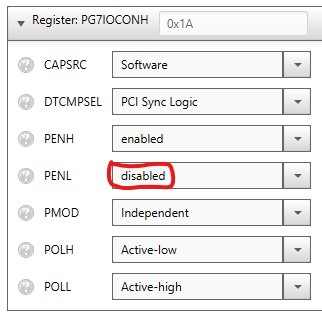 Register: PG7IOCONH 0x1A
CAPSRC Software
DTCMPSEL PCI Sync Logic
PENH enabled
PENL disabled
PMOD Independent
POLH Active-low
POLL Active-high